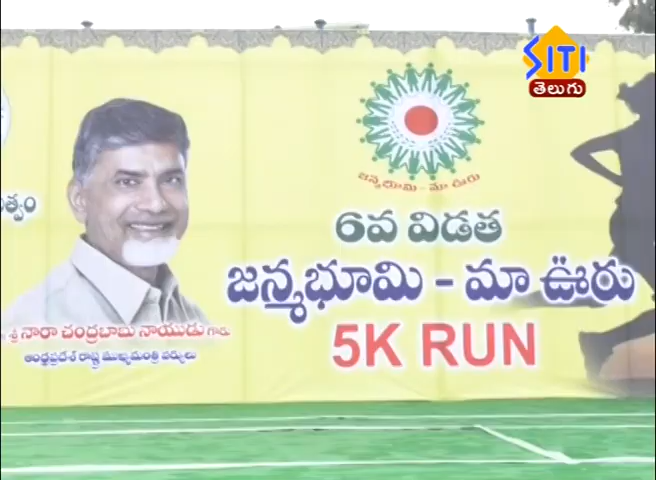 SITI
తెలుగు
జన్మభూమి - మా ఊరు
6వ విడత
జన్మభూమి - మా ఊరు
5K RUN
శ్రీ నారా చంద్రబాబు నాయుడు గారు
ఆంధ్రప్రదేశ్ రాష్ట్ర ముఖ్యమంత్రి వర్యులు